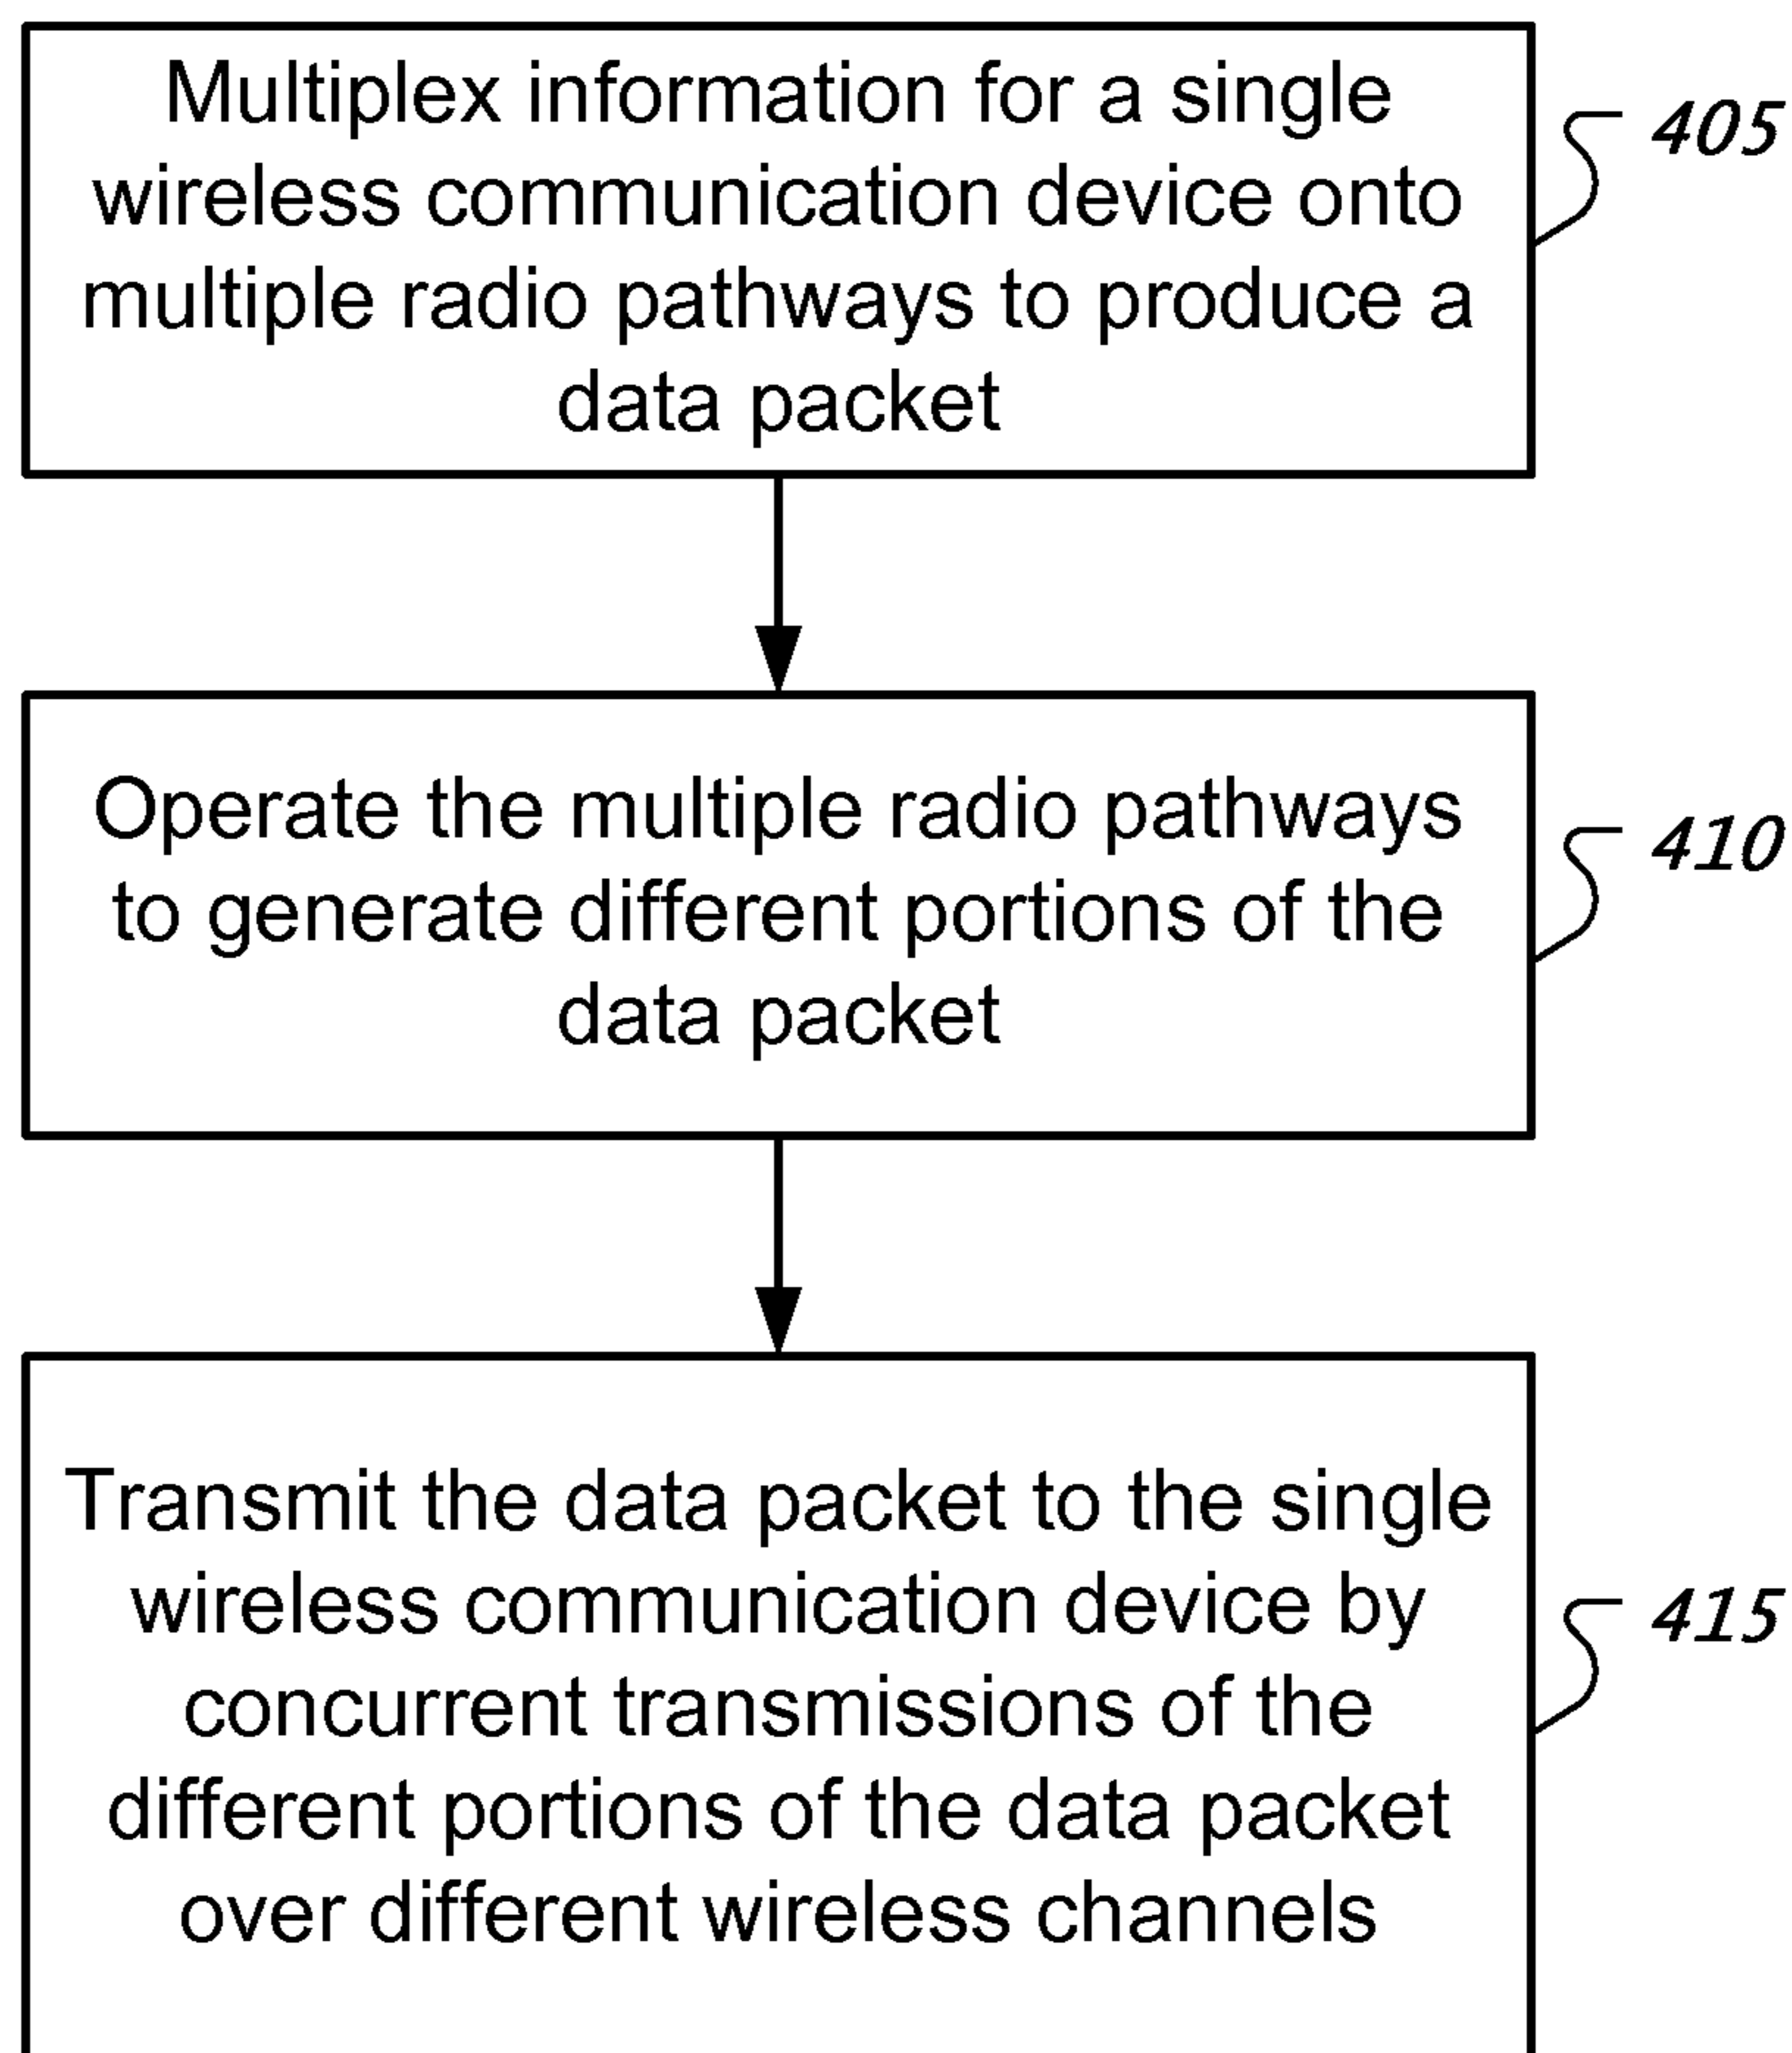 Multiplex information for a single
wireless communication device onto
multiple radio pathways to produce a
data packet
405
Operate the multiple radio pathways
to generate different portions of the
data packet
410
Transmit the data packet to the single
wireless communication device by
concurrent transmissions of the
different portions of the data packet
over different wireless channels
415